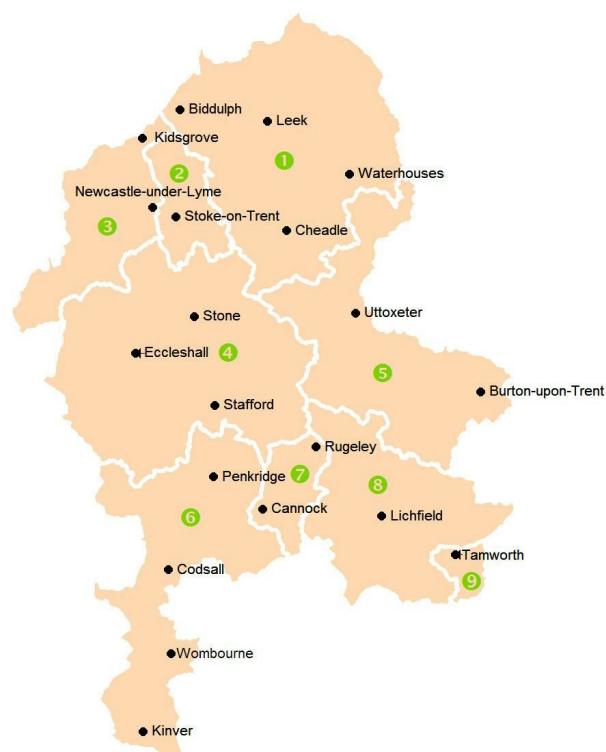 Biddulph
Leek
Kidsgrove
1
2
Waterhouses
Newcastle-under-Lyme
Stoke-on-Trent
3
Cheadle
Uttoxeter
Stone
Eccleshall
4
5
Burton-upon-Trent
Stafford
Rugeley
Penkridge
7
8
Cannock
6
Lichfield
Tamworth
Codsall
9
Wombourne
Kinver